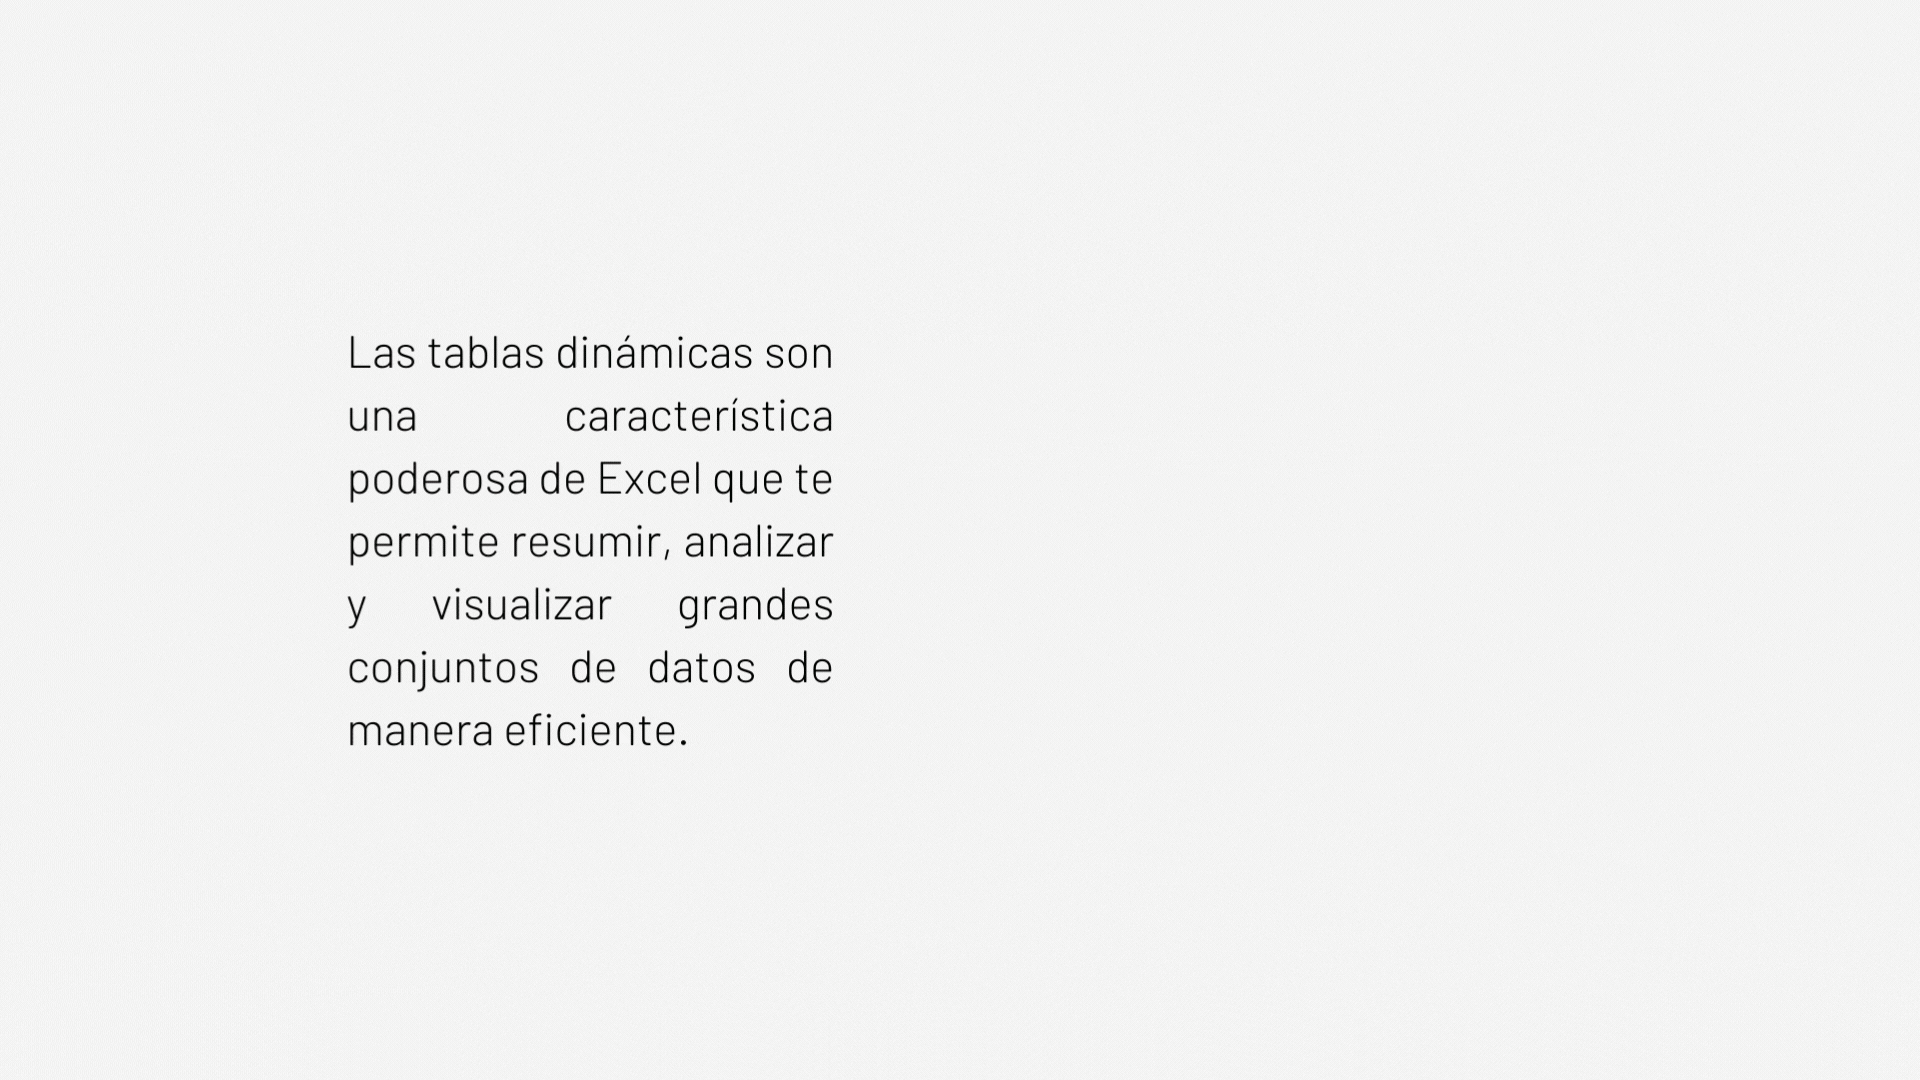 Las tablas dinámicas son
una característica
poderosa de Excel que te
permite resumir, analizar
y visualizar grandes
conjuntos de datos de
manera eficiente.